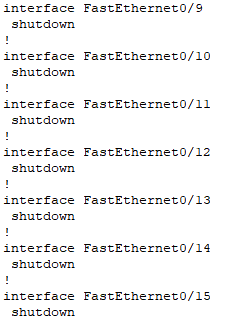 interface FastEthernet0/9
 shutdown
!
interface FastEthernet0/10
 shutdown
!
interface FastEthernet0/11
 shutdown
!
interface FastEthernet0/12
 shutdown
!
interface FastEthernet0/13
 shutdown
!
interface FastEthernet0/14
 shutdown
!
interface FastEthernet0/15
 shutdown